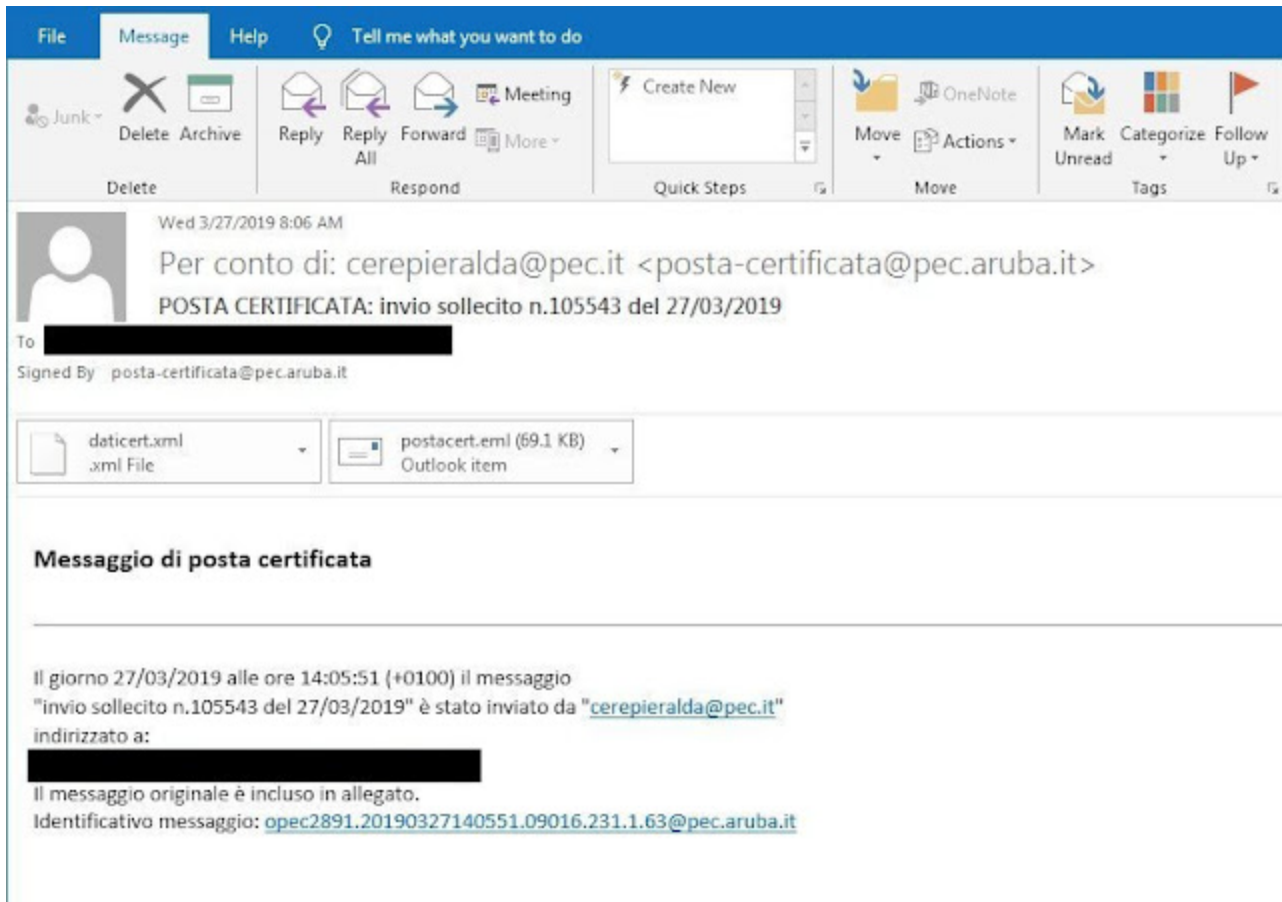 File Message Help Tell me what you want to do
Junk Delete Archive Reply Reply All Forward Meeting More Create New Move OneNote Actions Mark Unread Categorize Follow Up
Delete Respond Quick Steps Move Tags
Wed 3/27/2019 8:06 AM
Per conto di: cerepieralda@pec.it <posta-certificata@pec.aruba.it>
POSTA CERTIFICATA: invio sollecito n.105543 del 27/03/2019
To
Signed By posta-certificata@pec.aruba.it
daticert.xml
.xml File
postacert.eml (69.1 KB)
Outlook item
Messaggio di posta certificata
Il giorno 27/03/2019 alle ore 14:05:51 (+0100) il messaggio
"invio sollecito n.105543 del 27/03/2019" è stato inviato da "cerepieralda@pec.it"
indirizzato a:
Il messaggio originale è incluso in allegato.
Identificativo messaggio: opec2891.20190327140551.09016.231.1.63@pec.aruba.it